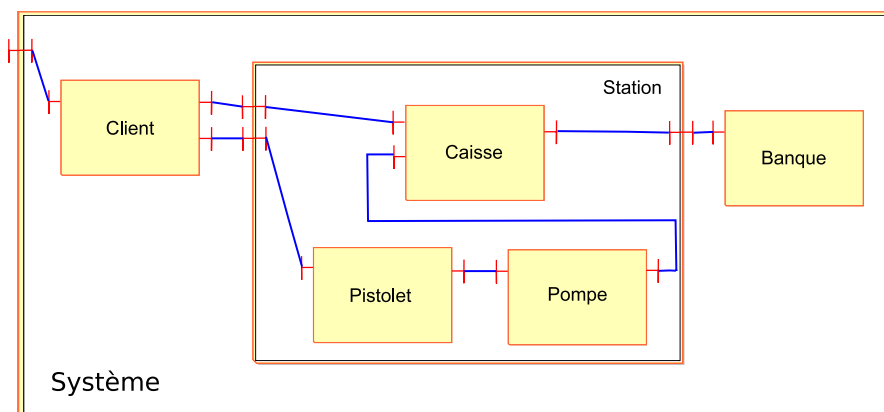 Station
Client
Caisse
Banque
Pistolet
Pompe
Système